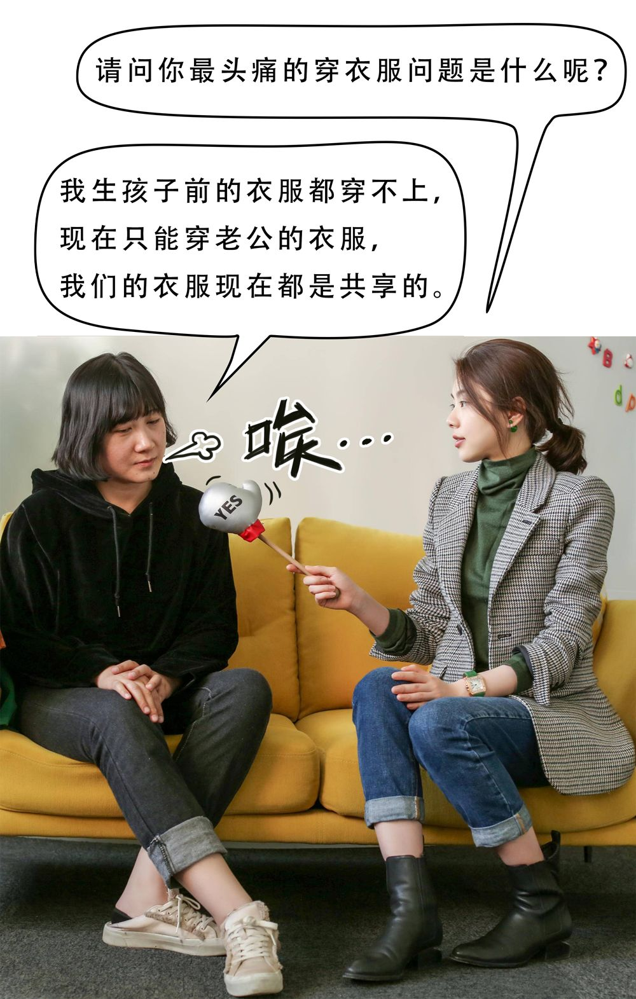 请问你最头痛的穿衣服问题是什么呢？
我生孩子前的衣服都穿不上，
现在只能穿老公的衣服，
我们的衣服现在都是共享的。
唉...
YES
B
d p